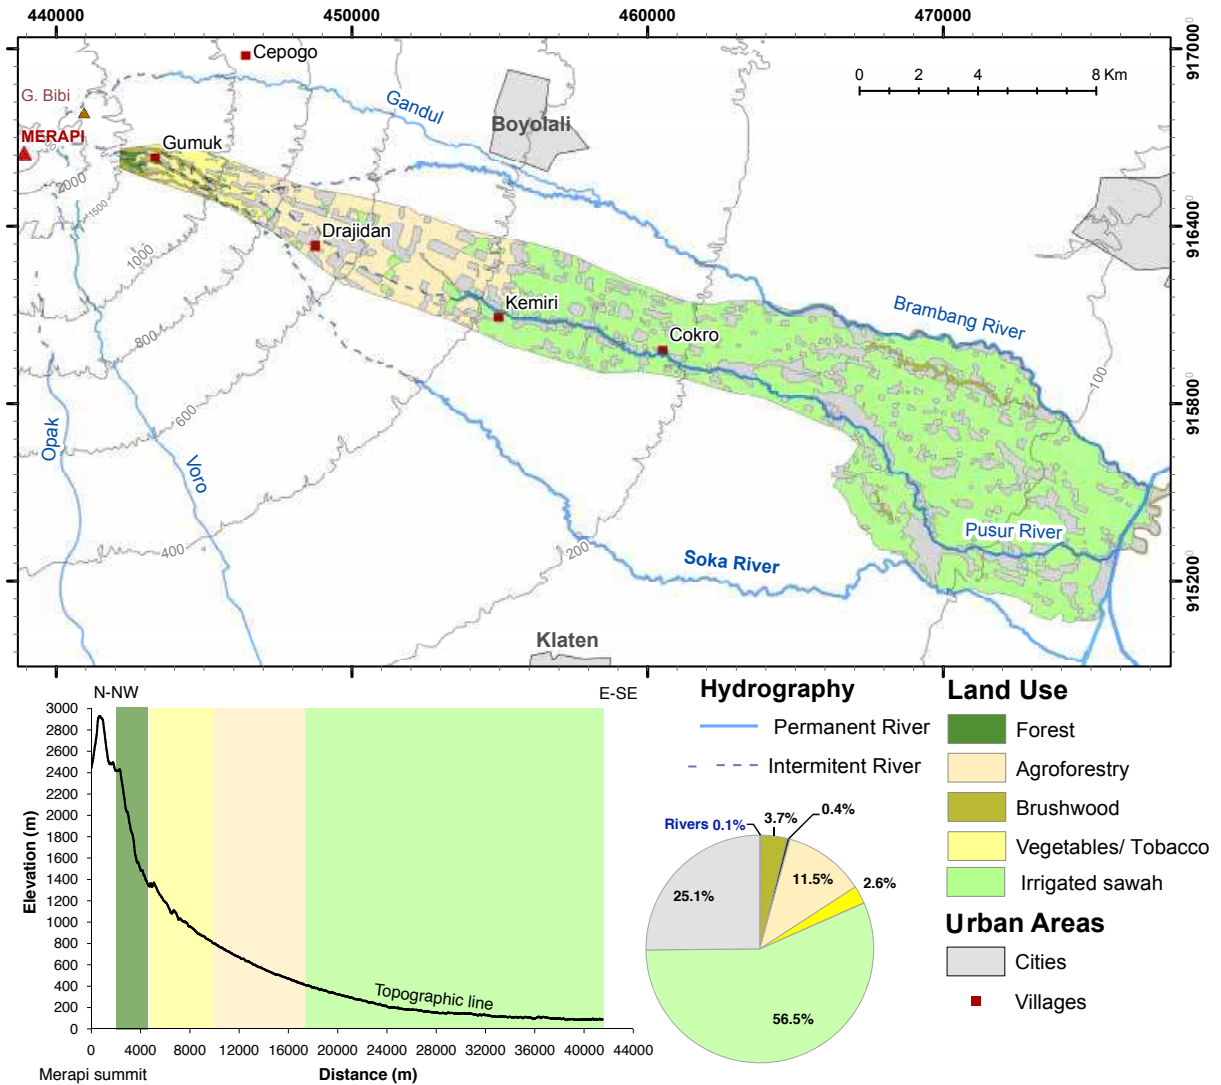 440000
450000
460000
470000
917000
916400
915800
915200
0 2 4 8 Km
Cepogo
G. Bibi
MERAPI
Gumuk
Gandul
Boyolali
2000
1500
1000
800
600
400
200
100
Drajidan
Kemiri
Cokro
Brambang River
Opak
Voro
Pusur River
Soka River
Klaten
N-NW
E-SE
Elevation (m)
3000
2800
2600
2400
2200
2000
1800
1600
1400
1200
1000
800
600
400
200
0
Topographic line
0 4000 8000 12000 16000 20000 24000 28000 32000 36000 40000 44000
Merapi summit
Distance (m)
Hydrography
Permanent River
Intermitent River
Rivers 0.1%
3.7%
0.4%
11.5%
2.6%
25.1%
56.5%
Land Use
Forest
Agroforestry
Brushwood
Vegetables/ Tobacco
Irrigated sawah
Urban Areas
Cities
Villages